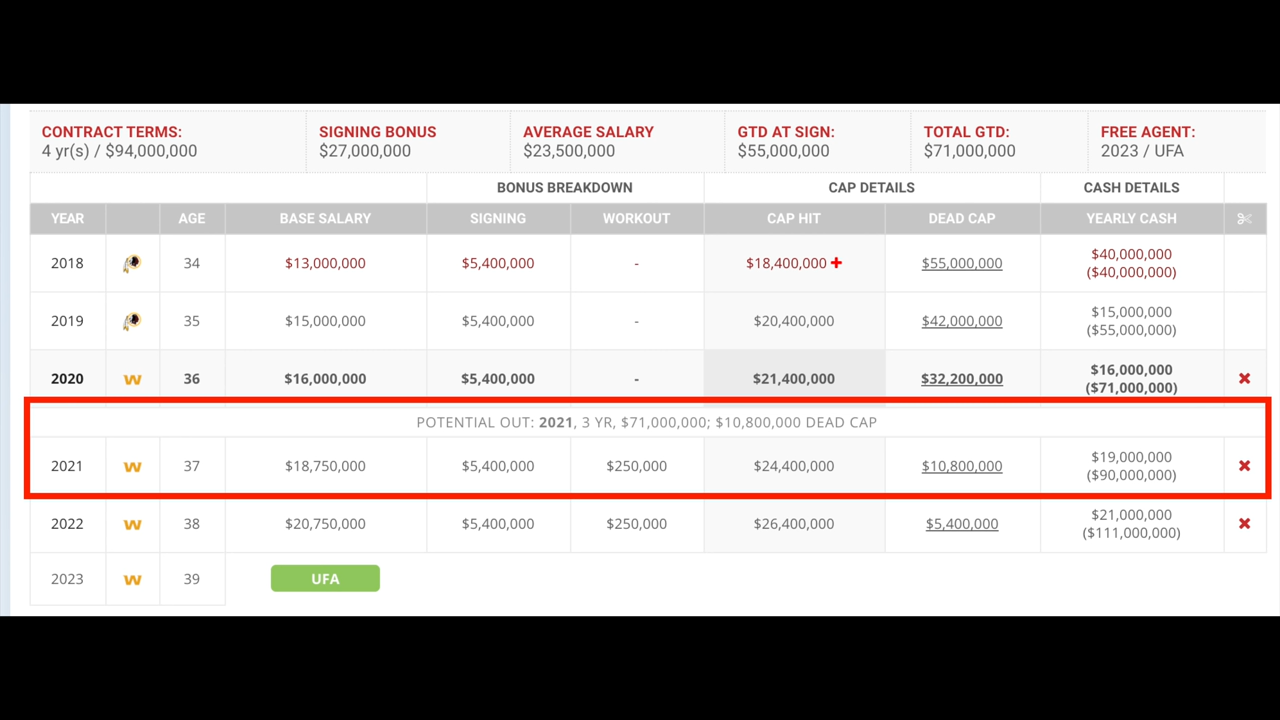 CONTRACT TERMS: SIGNING BONUS AVERAGE SALARY GTD AT SIGN: TOTAL GTD: FREE AGENT:
4 yr(s) / $94,000,000 $27,000,000 $23,500,000 $55,000,000 $71,000,000 2023 / UFA
BONUS BREAKDOWN CAP DETAILS CASH DETAILS
YEAR AGE BASE SALARY SIGNING WORKOUT CAP HIT DEAD CAP YEARLY CASH
2018 34 $13,000,000 $5,400,000 - $18,400,000 + $55,000,000 $40,000,000
($40,000,000)
2019 35 $15,000,000 $5,400,000 - $20,400,000 $42,000,000 $15,000,000
($55,000,000)
2020 W 36 $16,000,000 $5,400,000 - $21,400,000 $32,200,000 $16,000,000
($71,000,000)
POTENTIAL OUT: 2021, 3 YR, $71,000,000; $10,800,000 DEAD CAP
2021 W 37 $18,750,000 $5,400,000 $250,000 $24,400,000 $10,800,000 $19,000,000
($90,000,000)
2022 W 38 $20,750,000 $5,400,000 $250,000 $26,400,000 $5,400,000 $21,000,000
($111,000,000)
2023 W 39 UFA